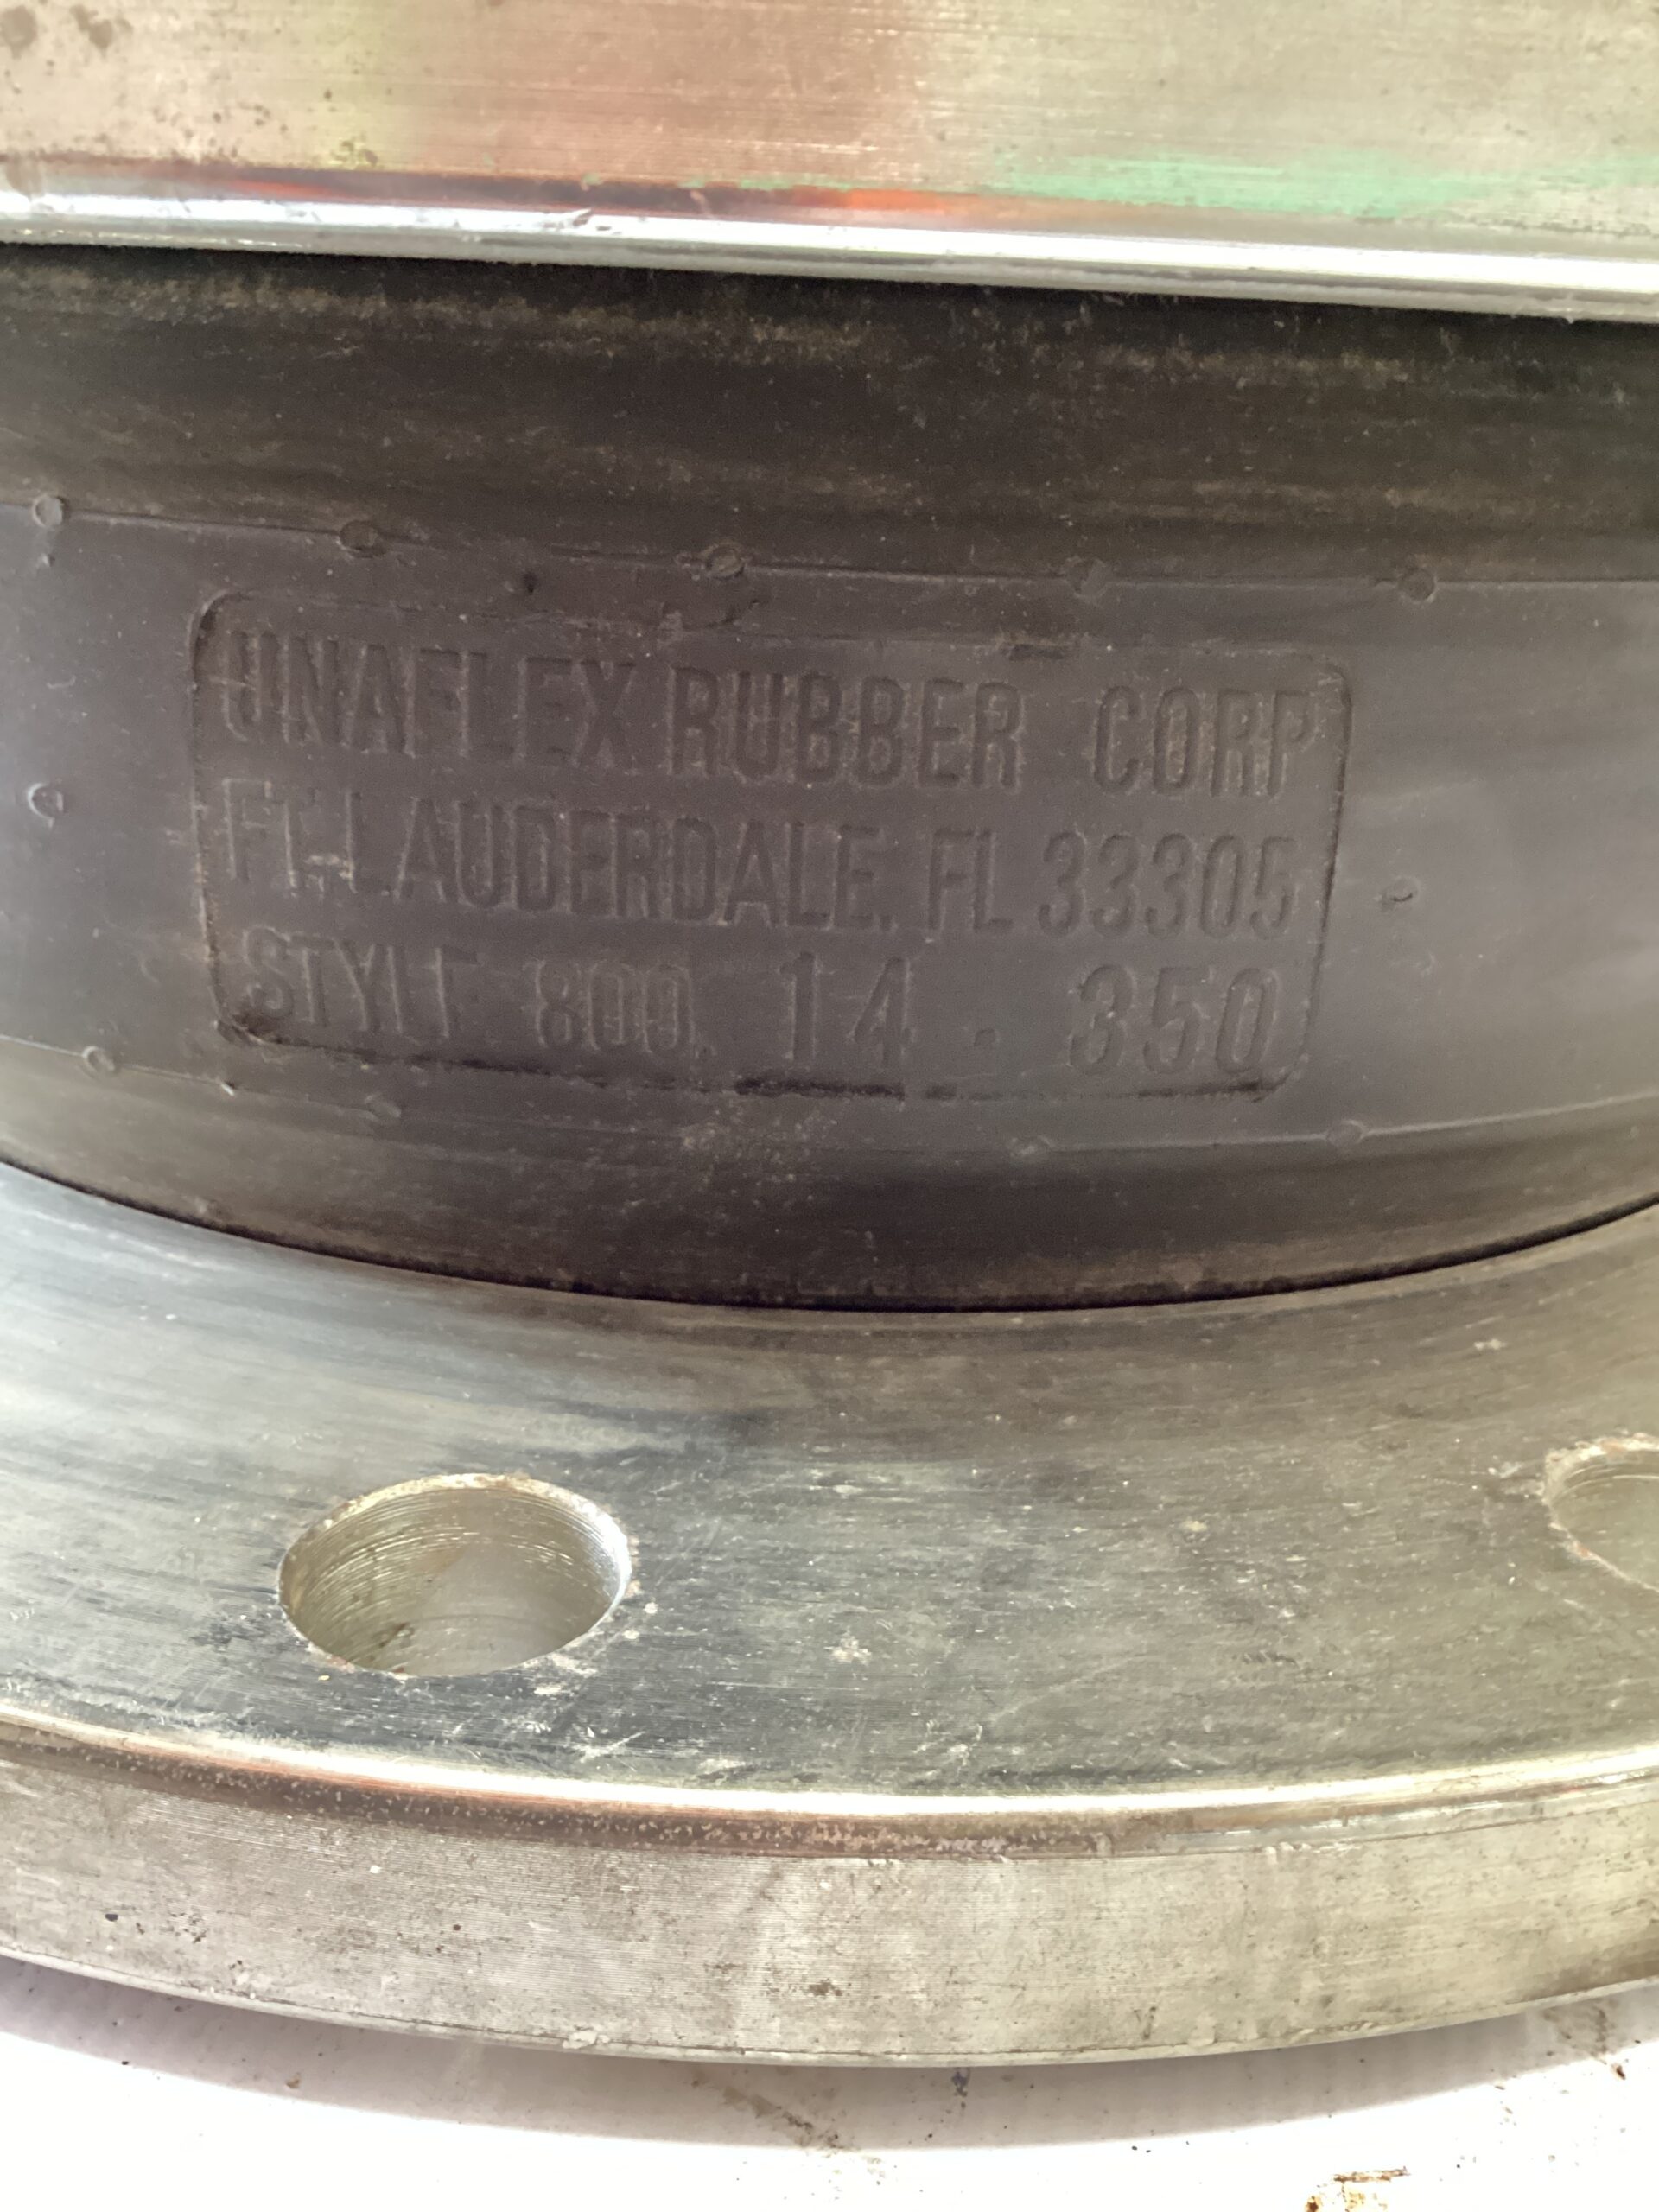 UNAFLEX RUBBER CORP
FT. LAUDERDALE, FL 33305
STYLE 800 14 · 350